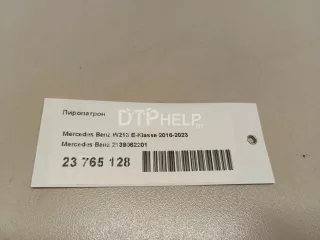 Пиропатрон
DTPHELP
Mercedes Benz W213 E-Klasse 2016-2023
Mercedes Benz 2139062201
23 765 128